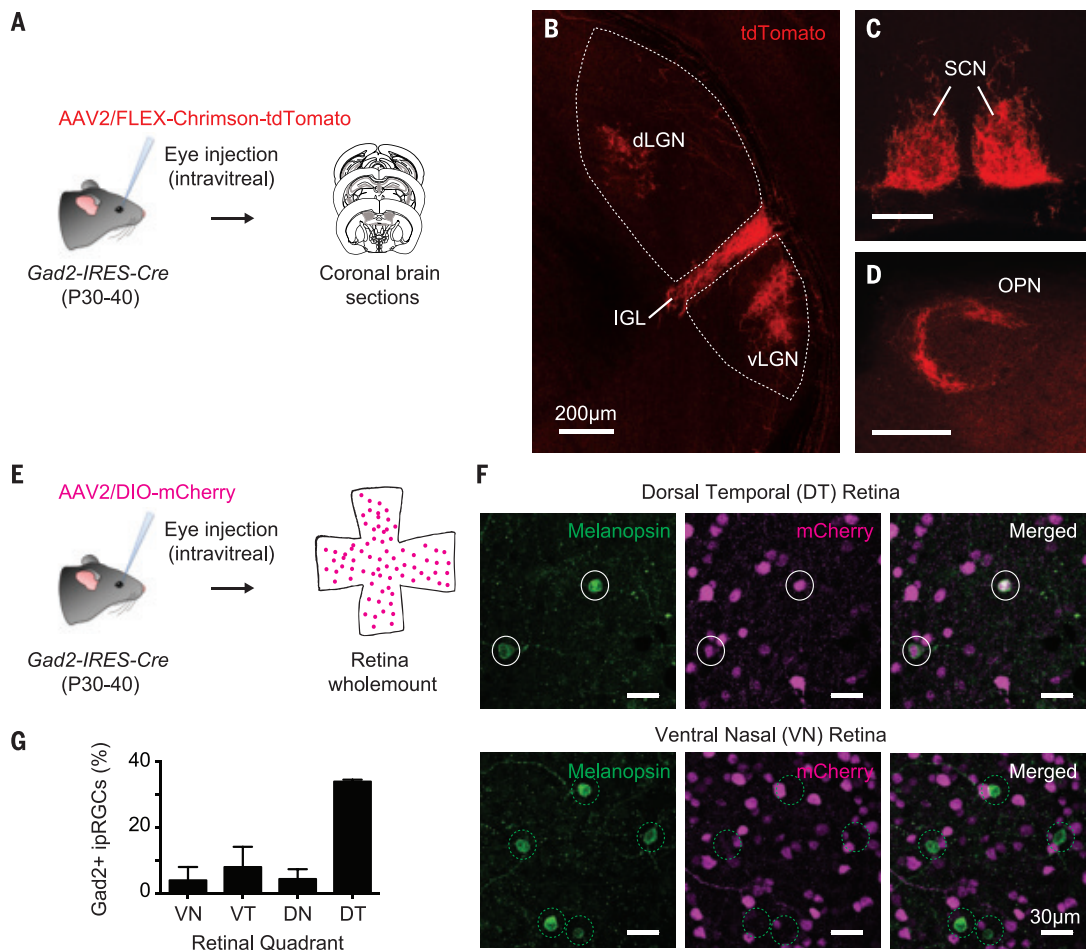 A
AAV2/FLEX-Chrimson-tdTomato
Eye injection
(intravitreal)
Gad2-IRES-Cre
(P30-40)
Coronal brain
sections
B
tdTomato
dLGN
IGL
vLGN
200µm
C
SCN
D
OPN
E
AAV2/DIO-mCherry
Eye injection
(intravitreal)
Gad2-IRES-Cre
(P30-40)
Retina
wholemount
F
Dorsal Temporal (DT) Retina
Melanopsin
mCherry
Merged
Ventral Nasal (VN) Retina
Melanopsin
mCherry
Merged
30µm
G
Gad2+ ipRGCs (%)
40
20
0
VN VT DN DT
Retinal Quadrant